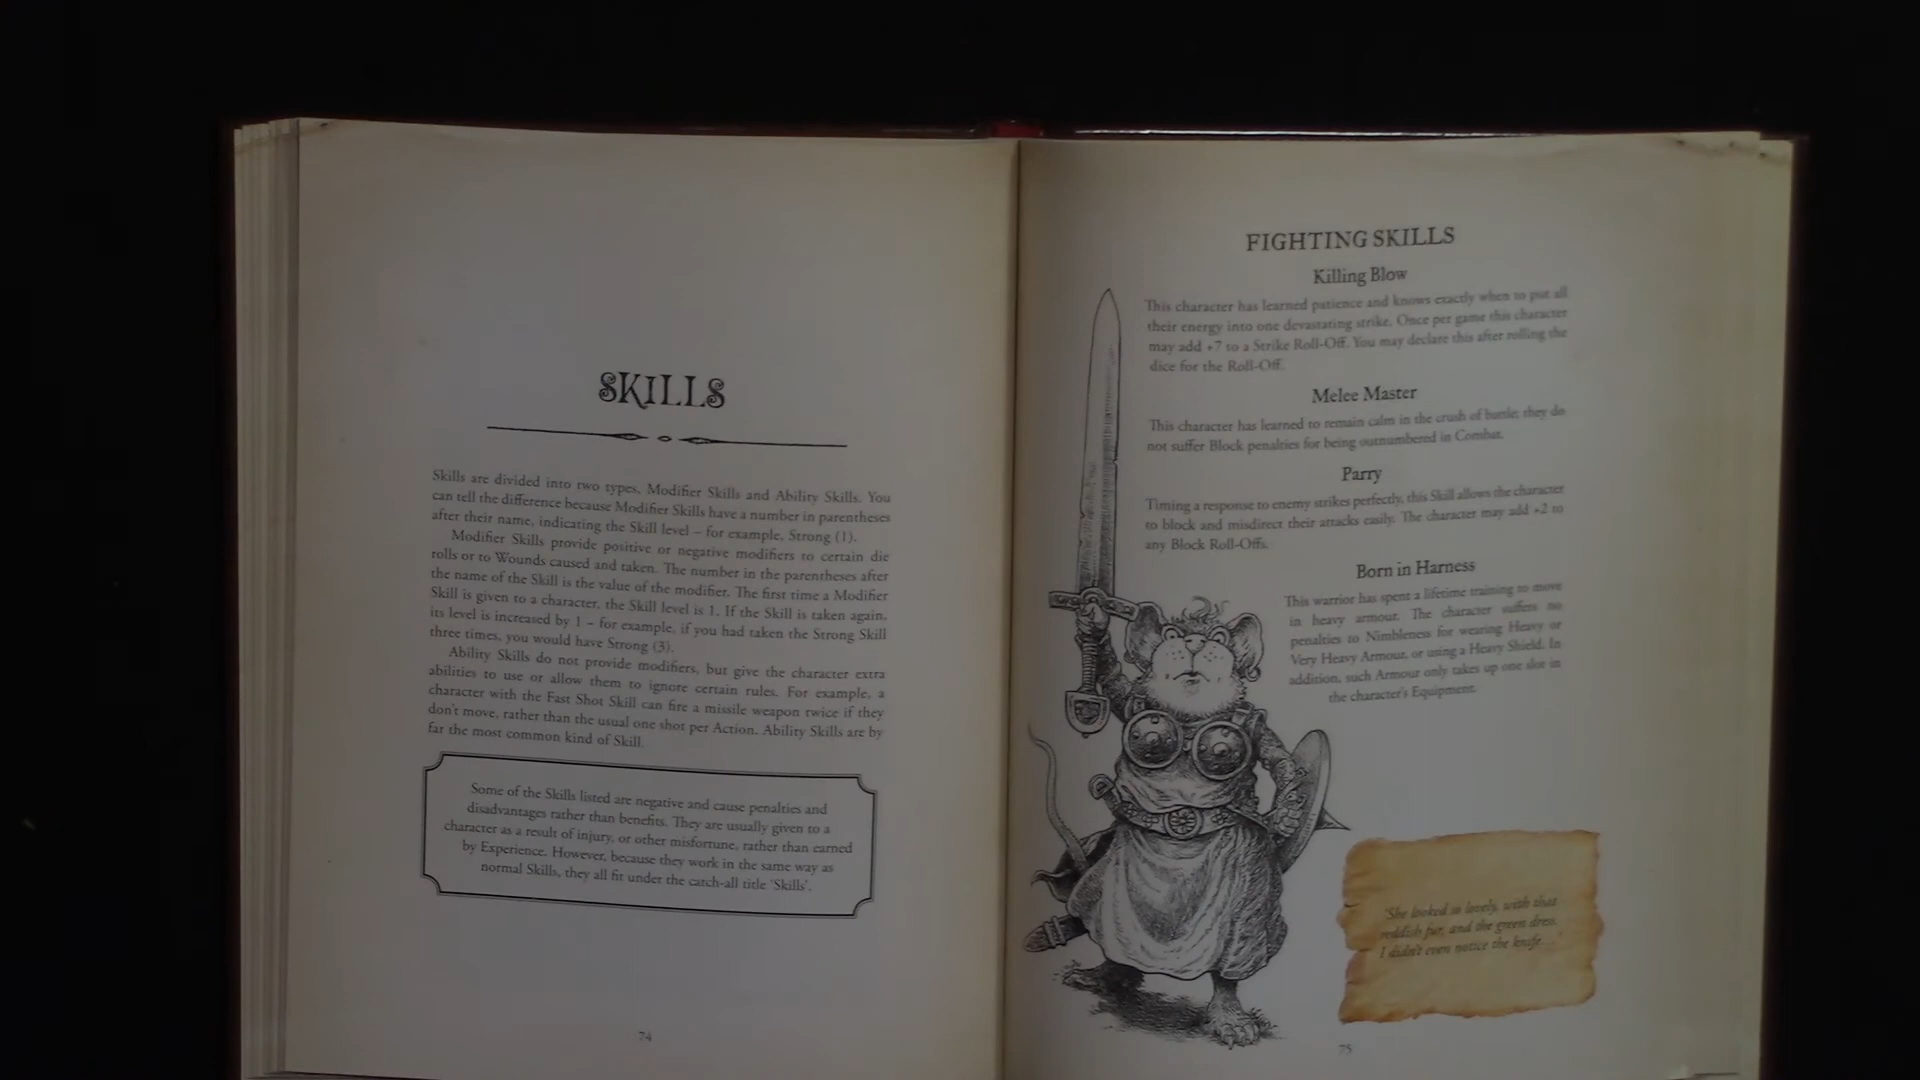 SKILLS
Skills are divided into two types, Modifier Skills and Ability Skills. You
can tell the difference because Modifier Skills have a number in parentheses
after their name, indicating the Skill level – for example, Strong (1).
Modifier Skills provide positive or negative modifiers to certain die
rolls or to Wounds caused and taken. The number in the parentheses after
the name of the Skill is the value of the modifier. The first time a Modifier
Skill is given to a character, the Skill level is 1. If the Skill is taken again,
its level is increased by 1 – for example, if you had taken the Strong Skill
three times, you would have Strong (3).
Ability Skills do not provide modifiers, but give the character extra
abilities to use or allow them to ignore certain rules. For example, a
character with the Fast Shot Skill can fire a missile weapon twice if they
don't move, rather than the usual one shot per Action. Ability Skills are by
far the most common kind of Skill.
Some of the Skills listed are negative and cause penalties and
disadvantages rather than benefits. They are usually given to a
character as a result of injury, or other misfortune, rather than earned
by Experience. However, because they work in the same way as
normal Skills, they all fit under the catch-all title 'Skills'.
74
FIGHTING SKILLS
Killing Blow
This character has learned patience and knows exactly when to put all
their energy into one devastating strike. Once per game this character
may add +7 to a Strike Roll-Off. You may declare this after rolling the
dice for the Roll-Off.
Melee Master
This character has learned to remain calm in the crush of battle; they do
not suffer Block penalties for being outnumbered in Combat.
Parry
Timing a response to enemy strikes perfectly, this Skill allows the character
to block and misdirect their attacks easily. The character may add +2 to
any Block Roll-Offs.
Born in Harness
This warrior has spent a lifetime training to move
in heavy armour. The character suffers no
penalties to Nimbleness for wearing Heavy or
Very Heavy Armour, or using a Heavy Shield. In
addition, such Armour only takes up one slot in
the character's Equipment.
'She looked so lovely, with that
reddish fur, and the green dress.
I didn't even notice the knife...'
75